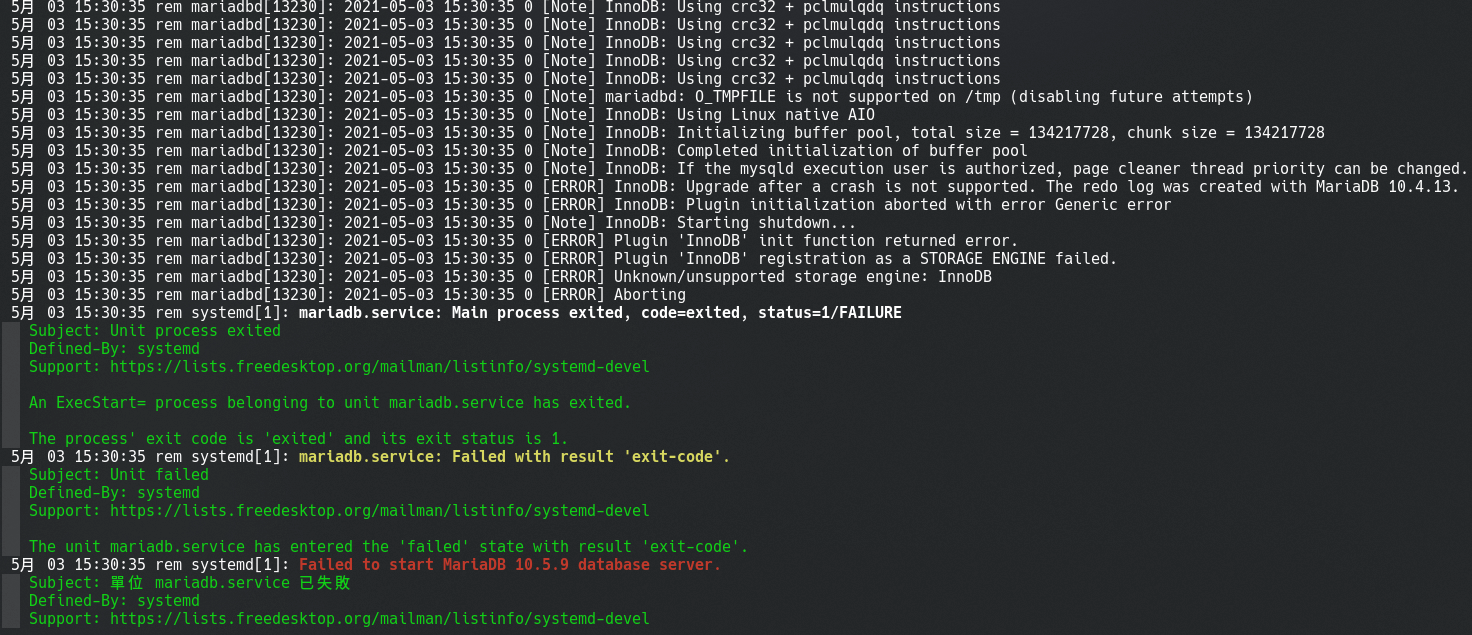 5月 03 15:30:35 rem mariadbd[13230]: 2021-05-03 15:30:35 0 [Note] InnoDB: Using crc32 + pclmulqdq instructions
5月 03 15:30:35 rem mariadbd[13230]: 2021-05-03 15:30:35 0 [Note] InnoDB: Using crc32 + pclmulqdq instructions
5月 03 15:30:35 rem mariadbd[13230]: 2021-05-03 15:30:35 0 [Note] InnoDB: Using crc32 + pclmulqdq instructions
5月 03 15:30:35 rem mariadbd[13230]: 2021-05-03 15:30:35 0 [Note] InnoDB: Using crc32 + pclmulqdq instructions
5月 03 15:30:35 rem mariadbd[13230]: 2021-05-03 15:30:35 0 [Note] InnoDB: Using crc32 + pclmulqdq instructions
5月 03 15:30:35 rem mariadbd[13230]: 2021-05-03 15:30:35 0 [Note] mariadbd: O_TMPFILE is not supported on /tmp (disabling future attempts)
5月 03 15:30:35 rem mariadbd[13230]: 2021-05-03 15:30:35 0 [Note] InnoDB: Using Linux native AIO
5月 03 15:30:35 rem mariadbd[13230]: 2021-05-03 15:30:35 0 [Note] InnoDB: Initializing buffer pool, total size = 134217728, chunk size = 134217728
5月 03 15:30:35 rem mariadbd[13230]: 2021-05-03 15:30:35 0 [Note] InnoDB: Completed initialization of buffer pool
5月 03 15:30:35 rem mariadbd[13230]: 2021-05-03 15:30:35 0 [Note] InnoDB: If the mysqld execution user is authorized, page cleaner thread priority can be changed.
5月 03 15:30:35 rem mariadbd[13230]: 2021-05-03 15:30:35 0 [ERROR] InnoDB: Upgrade after a crash is not supported. The redo log was created with MariaDB 10.4.13.
5月 03 15:30:35 rem mariadbd[13230]: 2021-05-03 15:30:35 0 [ERROR] InnoDB: Plugin initialization aborted with error Generic error
5月 03 15:30:35 rem mariadbd[13230]: 2021-05-03 15:30:35 0 [Note] InnoDB: Starting shutdown...
5月 03 15:30:35 rem mariadbd[13230]: 2021-05-03 15:30:35 0 [ERROR] Plugin 'InnoDB' init function returned error.
5月 03 15:30:35 rem mariadbd[13230]: 2021-05-03 15:30:35 0 [ERROR] Plugin 'InnoDB' registration as a STORAGE ENGINE failed.
5月 03 15:30:35 rem mariadbd[13230]: 2021-05-03 15:30:35 0 [ERROR] Unknown/unsupported storage engine: InnoDB
5月 03 15:30:35 rem mariadbd[13230]: 2021-05-03 15:30:35 0 [ERROR] Aborting
5月 03 15:30:35 rem systemd[1]: mariadb.service: Main process exited, code=exited, status=1/FAILURE
Subject: Unit process exited
Defined-By: systemd
Support: https://lists.freedesktop.org/mailman/listinfo/systemd-devel
An ExecStart= process belonging to unit mariadb.service has exited.
The process' exit code is 'exited' and its exit status is 1.
5月 03 15:30:35 rem systemd[1]: mariadb.service: Failed with result 'exit-code'.
Subject: Unit failed
Defined-By: systemd
Support: https://lists.freedesktop.org/mailman/listinfo/systemd-devel
The unit mariadb.service has entered the 'failed' state with result 'exit-code'.
5月 03 15:30:35 rem systemd[1]: Failed to start MariaDB 10.5.9 database server.
Subject: 單位 mariadb.service 已失敗
Defined-By: systemd
Support: https://lists.freedesktop.org/mailman/listinfo/systemd-devel